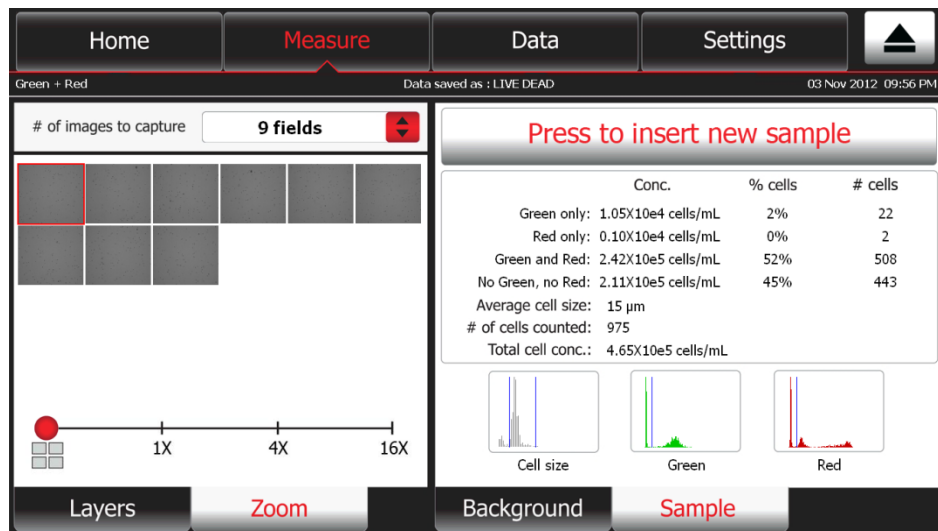 Home Measure Data Settings
Green + Red Data saved as : LIVE DEAD 03 Nov 2012 09:56 PM
# of images to capture 9 fields
1X 4X 16X
Layers Zoom
Press to insert new sample
Conc. % cells # cells
Green only: 1.05X10e4 cells/mL 2% 22
Red only: 0.10X10e4 cells/mL 0% 2
Green and Red: 2.42X10e5 cells/mL 52% 508
No Green, no Red: 2.11X10e5 cells/mL 45% 443
Average cell size: 15 µm
# of cells counted: 975
Total cell conc.: 4.65X10e5 cells/mL
Cell size Green Red
Background Sample